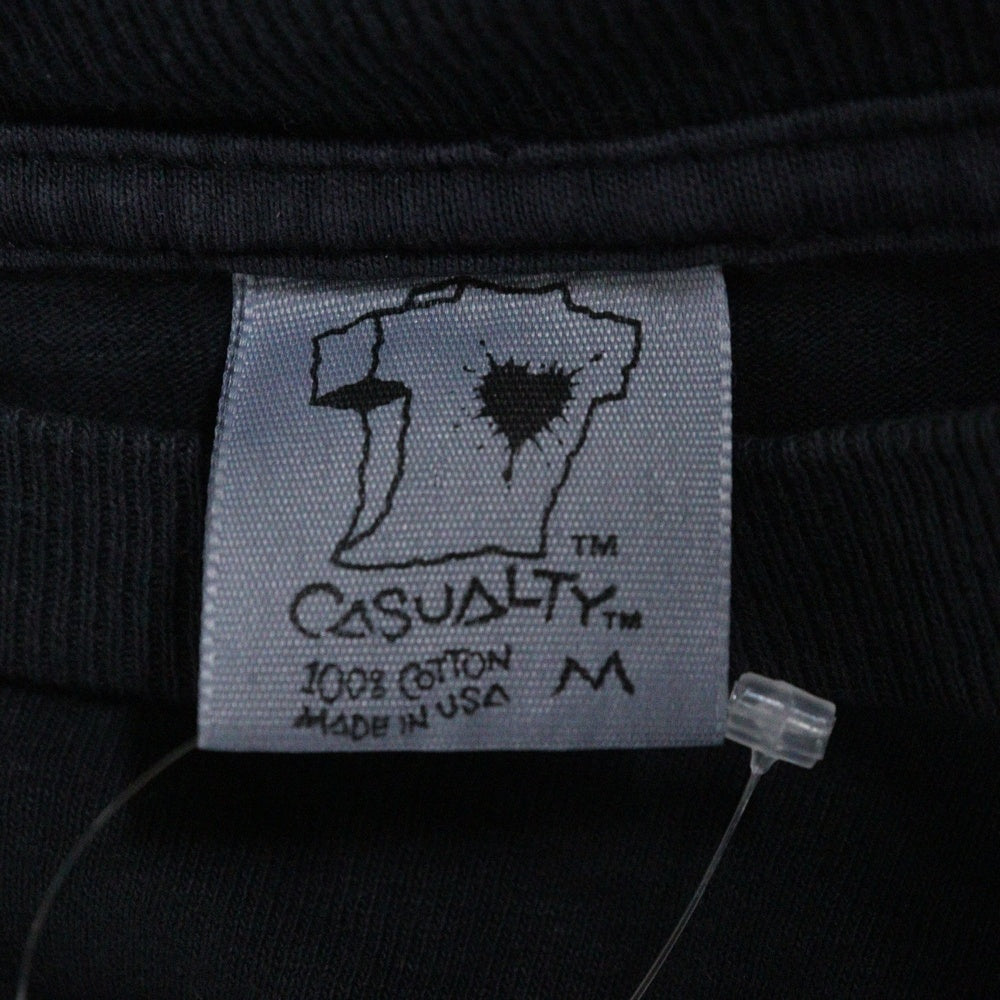 TM
CASUALTY TM
100% COTTON M
MADE IN USA